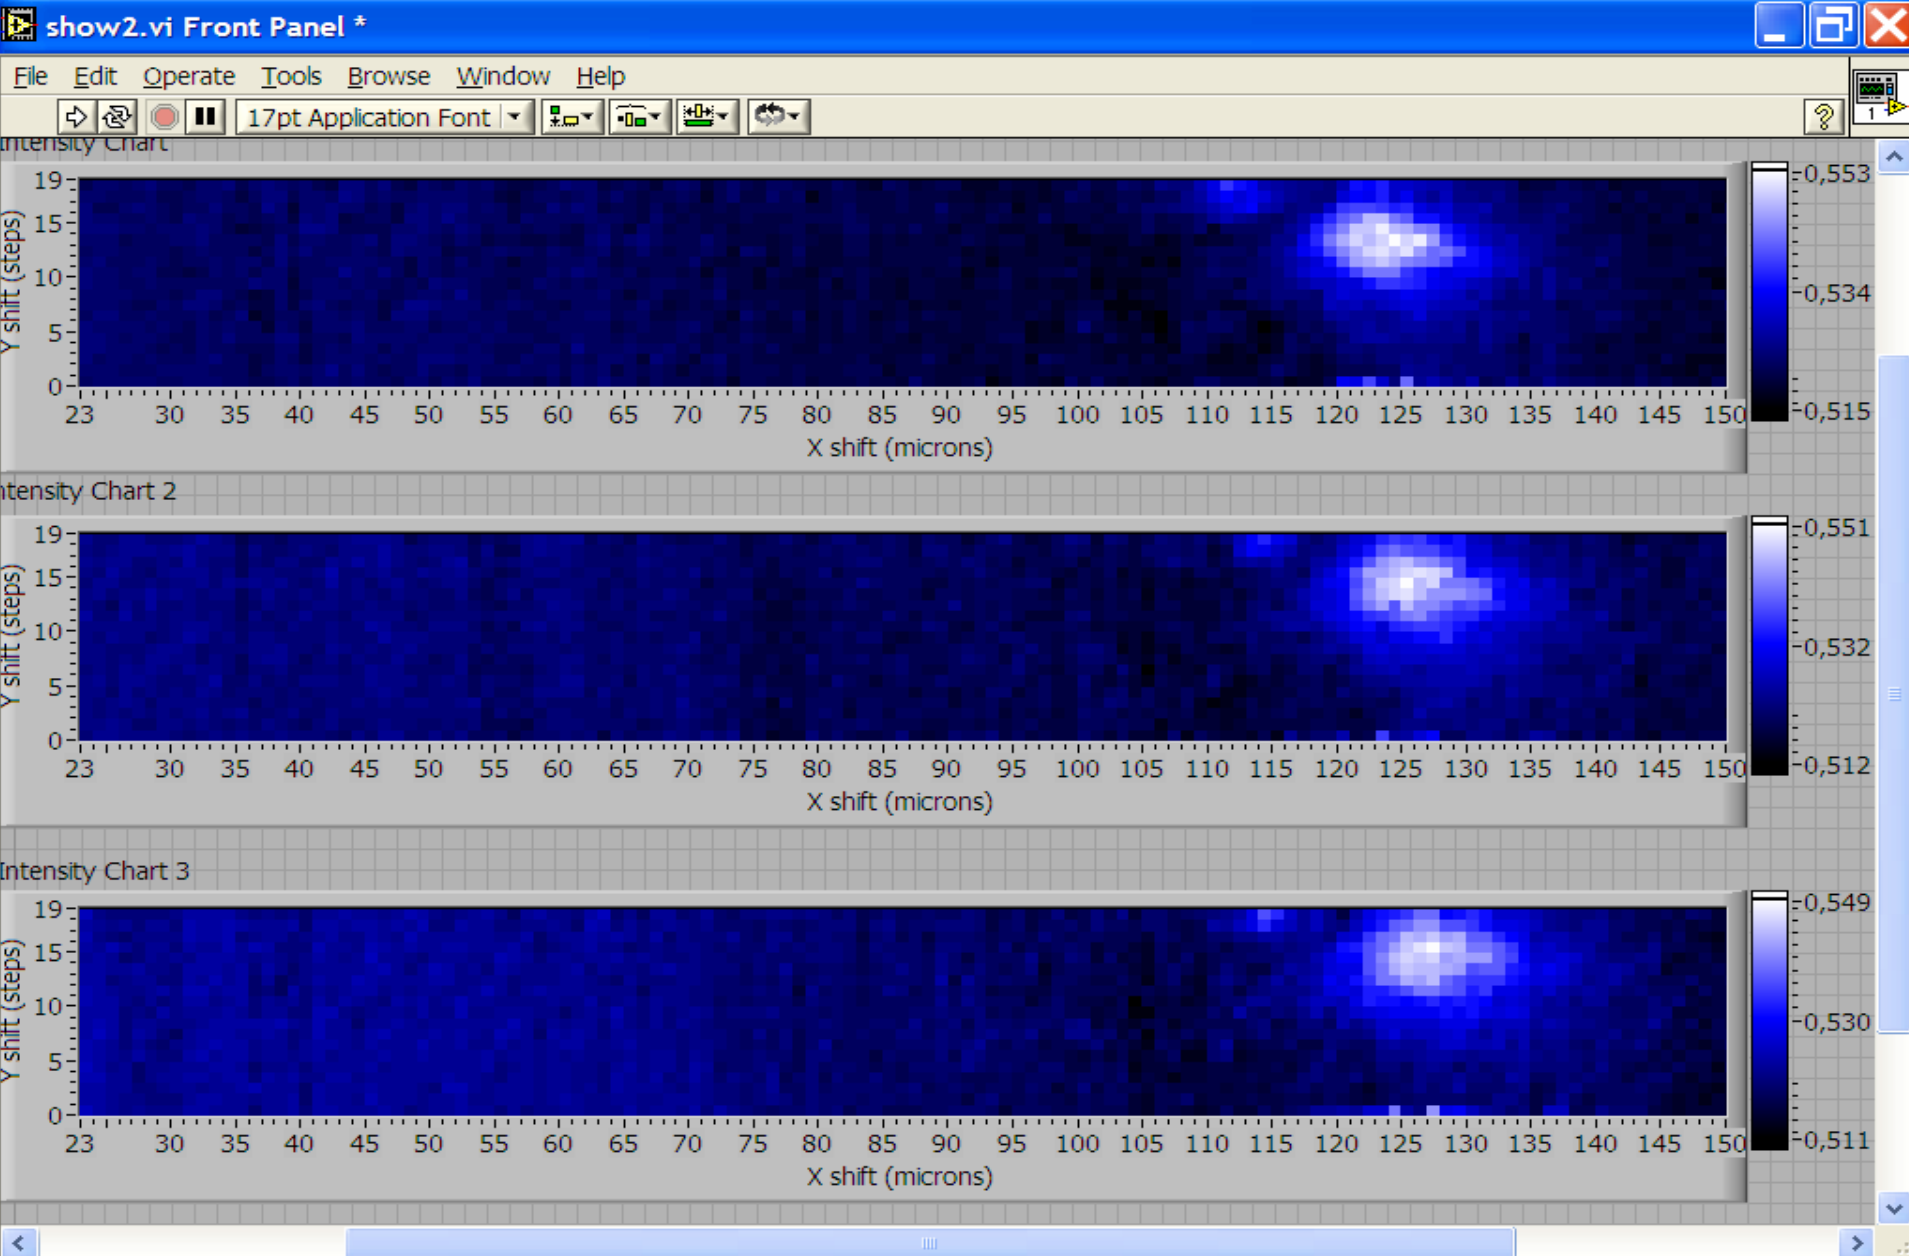 show2.vi Front Panel *
File Edit Operate Tools Browse Window Help
17pt Application Font
?
1
Intensity Chart
Y shift (steps)
19
15
10
5
0
23 30 35 40 45 50 55 60 65 70 75 80 85 90 95 100 105 110 115 120 125 130 135 140 145 150
X shift (microns)
0,553
0,534
0,515
ntensity Chart 2
Y shift (steps)
19
15
10
5
0
23 30 35 40 45 50 55 60 65 70 75 80 85 90 95 100 105 110 115 120 125 130 135 140 145 150
X shift (microns)
0,551
0,532
0,512
Intensity Chart 3
Y shift (steps)
19
15
10
5
0
23 30 35 40 45 50 55 60 65 70 75 80 85 90 95 100 105 110 115 120 125 130 135 140 145 150
X shift (microns)
0,549
0,530
0,511